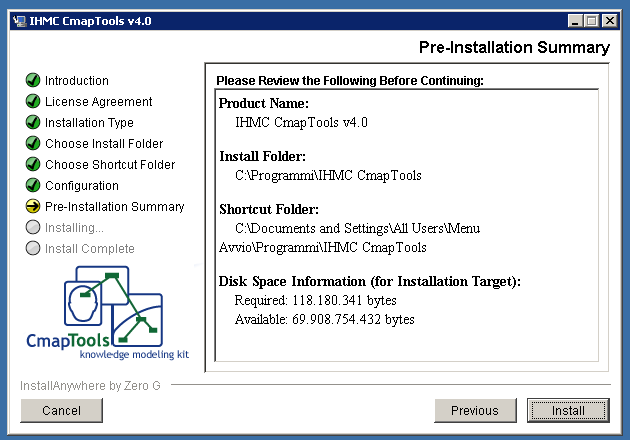 IHMC CmapTools v4.0
Pre-Installation Summary
Introduction
License Agreement
Installation Type
Choose Install Folder
Choose Shortcut Folder
Configuration
Pre-Installation Summary
Installing...
Install Complete
CmapTools
knowledge modeling kit
Please Review the Following Before Continuing:
Product Name:
IHMC CmapTools v4.0
Install Folder:
C:\Programmi\IHMC CmapTools
Shortcut Folder:
C:\Documents and Settings\All Users\Menu
Avvio\Programmi\IHMC CmapTools
Disk Space Information (for Installation Target):
Required: 118.180.341 bytes
Available: 69.908.754.432 bytes
InstallAnywhere by Zero G
Cancel
Previous
Install